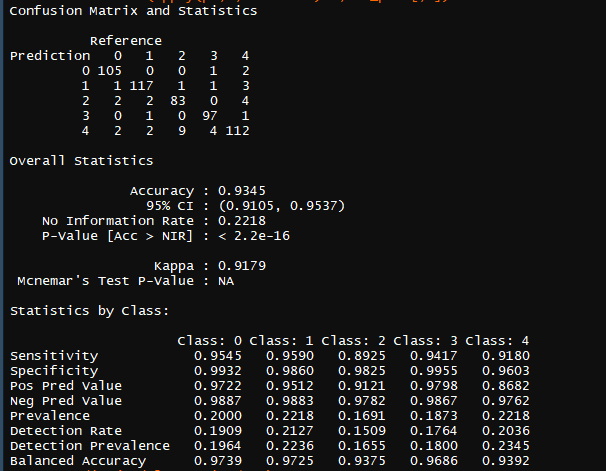 Confusion Matrix and Statistics
Reference
Prediction 0 1 2 3 4
0 105 0 0 1 2
1 1 117 1 1 3
2 2 2 83 0 4
3 0 1 0 97 1
4 2 2 9 4 112
Overall Statistics
Accuracy : 0.9345
95% CI : (0.9105, 0.9537)
No Information Rate : 0.2218
P-Value [Acc > NIR] : < 2.2e-16
Kappa : 0.9179
Mcnemar's Test P-Value : NA
Statistics by Class:
Class: 0 Class: 1 Class: 2 Class: 3 Class: 4
Sensitivity 0.9545 0.9590 0.8925 0.9417 0.9180
Specificity 0.9932 0.9860 0.9825 0.9955 0.9603
Pos Pred Value 0.9722 0.9512 0.9121 0.9798 0.8682
Neg Pred Value 0.9887 0.9883 0.9782 0.9867 0.9762
Prevalence 0.2000 0.2218 0.1691 0.1873 0.2218
Detection Rate 0.1909 0.2127 0.1509 0.1764 0.2036
Detection Prevalence 0.1964 0.2236 0.1655 0.1800 0.2345
Balanced Accuracy 0.9739 0.9725 0.9375 0.9686 0.9392